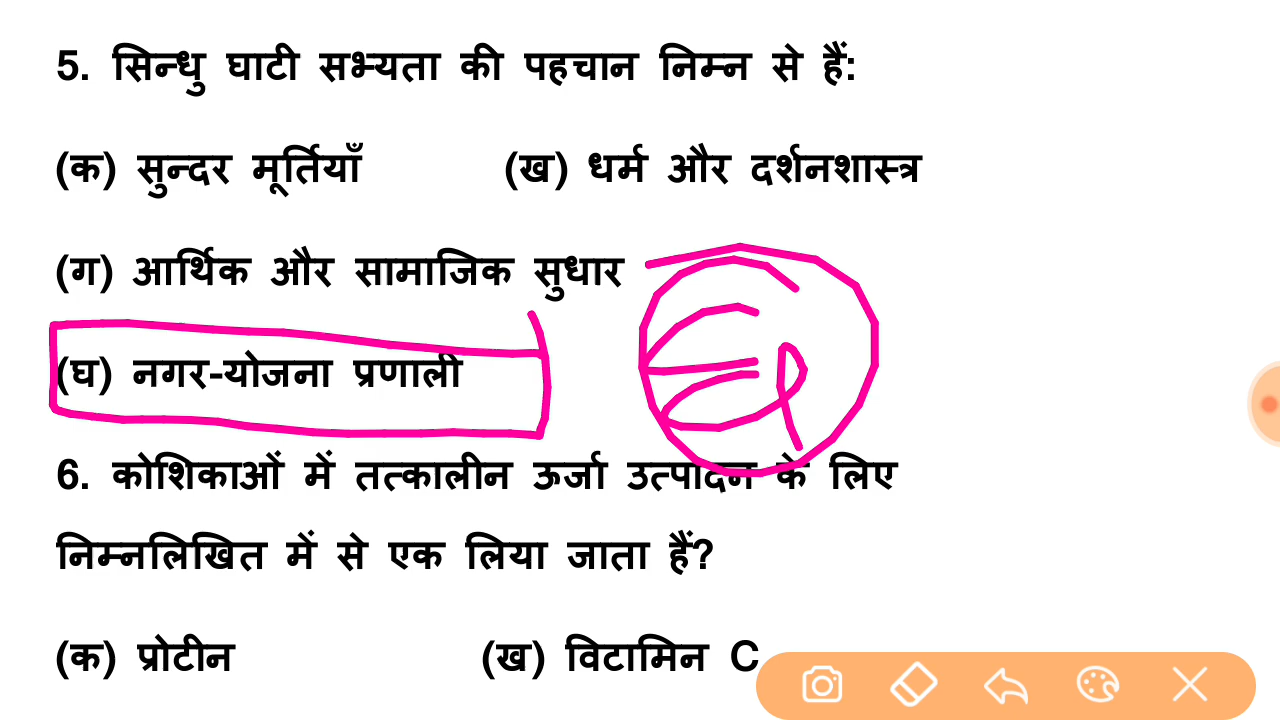 5. सिन्धु घाटी सभ्यता की पहचान निम्न से हैं:
(क) सुन्दर मूर्तियाँ (ख) धर्म और दर्शनशास्त्र
(ग) आर्थिक और सामाजिक सुधार
(घ) नगर-योजना प्रणाली
6. कोशिकाओं में तत्कालीन ऊर्जा उत्पादन के लिए
निम्नलिखित में से एक लिया जाता हैं?
(क) प्रोटीन (ख) विटामिन C